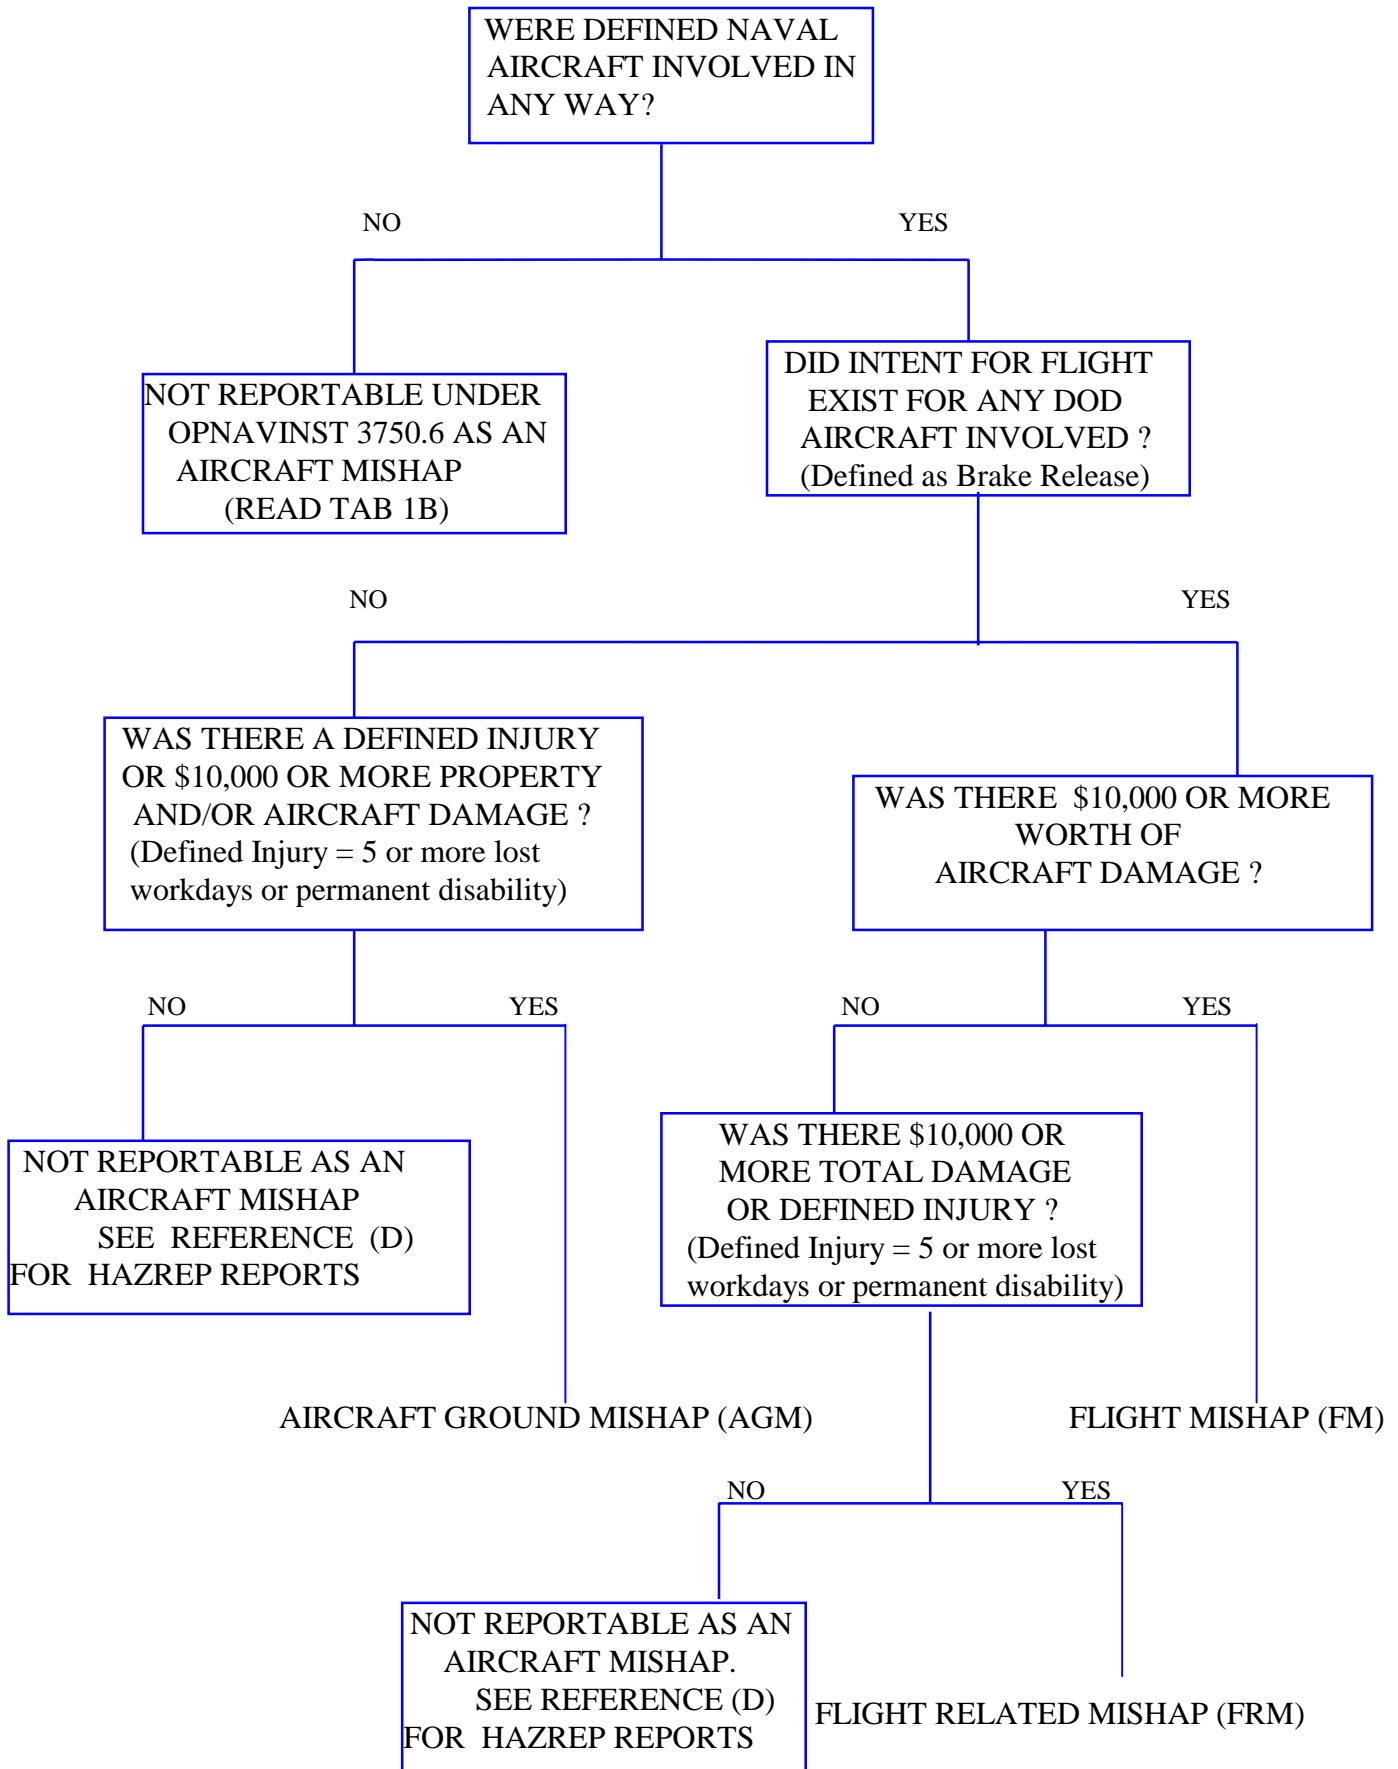 WERE DEFINED NAVAL
AIRCRAFT INVOLVED IN
ANY WAY?
NO
YES
NOT REPORTABLE UNDER
OPNAVINST 3750.6 AS AN
AIRCRAFT MISHAP
(READ TAB 1B)
DID INTENT FOR FLIGHT
EXIST FOR ANY DOD
AIRCRAFT INVOLVED ?
(Defined as Brake Release)
NO
YES
WAS THERE A DEFINED INJURY
OR $10,000 OR MORE PROPERTY
AND/OR AIRCRAFT DAMAGE ?
(Defined Injury = 5 or more lost
workdays or permanent disability)
WAS THERE $10,000 OR MORE
WORTH OF
AIRCRAFT DAMAGE ?
NO
YES
NO
YES
NOT REPORTABLE AS AN
AIRCRAFT MISHAP
SEE REFERENCE (D)
FOR HAZREP REPORTS
WAS THERE $10,000 OR
MORE TOTAL DAMAGE
OR DEFINED INJURY ?
(Defined Injury = 5 or more lost
workdays or permanent disability)
AIRCRAFT GROUND MISHAP (AGM)
FLIGHT MISHAP (FM)
NO
YES
NOT REPORTABLE AS AN
AIRCRAFT MISHAP.
SEE REFERENCE (D)
FOR HAZREP REPORTS
FLIGHT RELATED MISHAP (FRM)